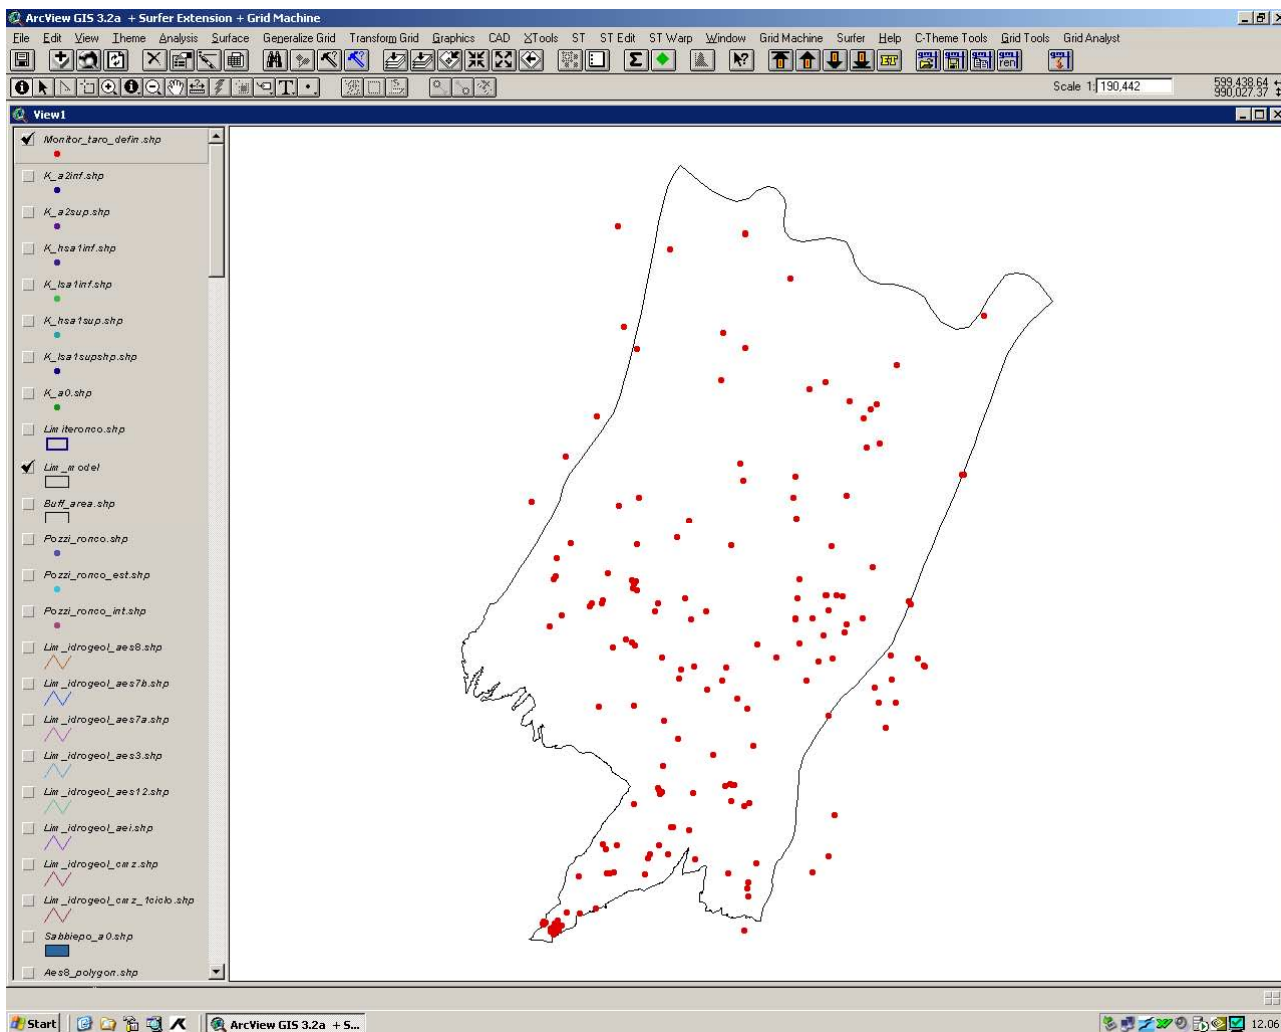 ArcView GIS 3.2a + Surfer Extension + Grid Machine
File Edit View Theme Analysis Surface Generalize Grid Transform Grid Graphics CAD XTools ST ST Edit ST Warp Window Grid Machine Surfer Help C-Theme Tools Grid Tools Grid Analyst
Scale 1: 190,442
599,438.64
990,027.37
View1
Monitor_taro_defin.shp
K_a2inf.shp
K_a2sup.shp
K_hsa1inf.shp
K_lsa1inf.shp
K_hsa1sup.shp
K_lsa1supshp.shp
K_a0.shp
Limiteronco.shp
Lim_model
Buff_area.shp
Pozzi_ronco.shp
Pozzi_ronco_est.shp
Pozzi_ronco_int.shp
Lim_idrogeol_aes8.shp
Lim_idrogeol_aes7b.shp
Lim_idrogeol_aes7a.shp
Lim_idrogeol_aes3.shp
Lim_idrogeol_aes12.shp
Lim_idrogeol_aei.shp
Lim_idrogeol_cmz.shp
Lim_idrogeol_cmz_1ciclo.shp
Sabbiepo_a0.shp
Aes8_polygon.shp
Start ArcView GIS 3.2a + S... 12.06